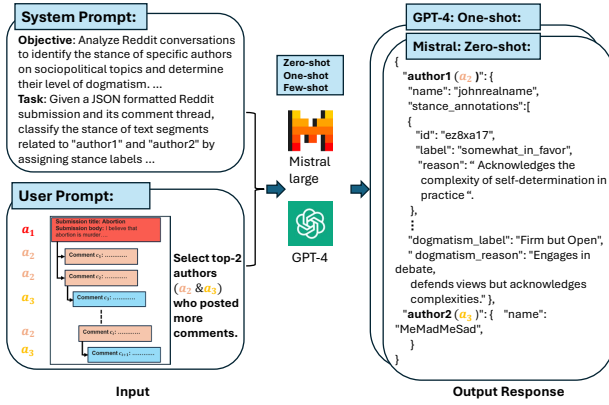 System Prompt:
Objective: Analyze Reddit conversations
to identify the stance of specific authors
on sociopolitical topics and determine
their level of dogmatism. ...
Task: Given a JSON formatted Reddit
submission and its comment thread,
classify the stance of text segments
related to "author1" and "author2" by
assigning stance labels ...
User Prompt:
a1
Submission title: Abortion
Submission body: I believe that
abortion is murder....
a2
Comment c1: ............
a2
Comment c2: ............
a3
Comment c3: ............
a2
Comment ci: ............
a3
Comment ci+1: ............
Select top-2
authors
(a2 &a3)
who posted
more
comments.
Input
Zero-shot
One-shot
Few-shot
Mistral
large
GPT-4
GPT-4: One-shot:
Mistral: Zero-shot:
{
"author1 (a2)": {
"name": "johnrealname",
"stance_annotations":[
{
"id": "ez8xa17",
"label": "somewhat_in_favor",
"reason": “ Acknowledges the
complexity of self-determination in
practice “.
},
⋮
"dogmatism_label": "Firm but Open",
" dogmatism_reason": "Engages in
debate,
defends views but acknowledges
complexities." },
"author2 (a3)": { "name":
"MeMadMeSad",
}
}
Output Response